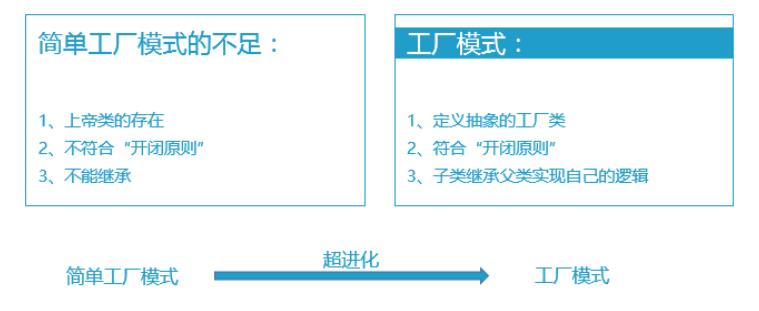 简单工厂模式的不足：
1、上帝类的存在
2、不符合“开闭原则”
3、不能继承
工厂模式：
1、定义抽象的工厂类
2、符合“开闭原则”
3、子类继承父类实现自己的逻辑
超进化
简单工厂模式
工厂模式